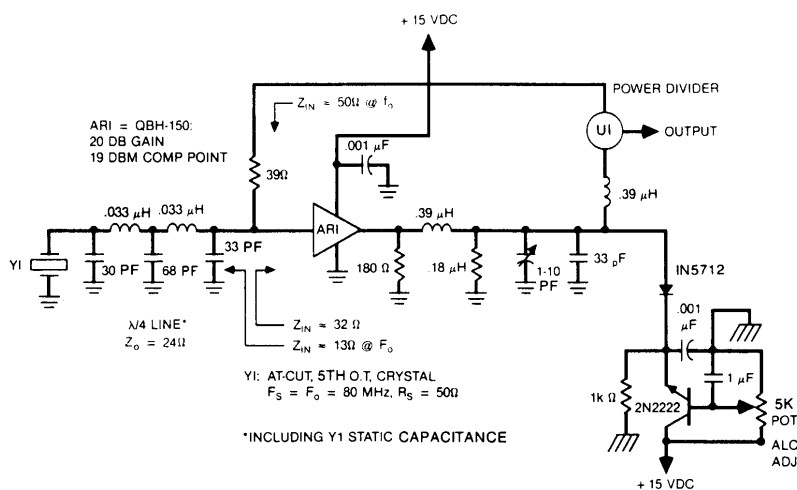 + 15 VDC
POWER DIVIDER
Z_IN ≈ 50Ω @ f_o
UI
OUTPUT
ARI = QBH-150:
20 DB GAIN
19 DBM COMP POINT
.001 µF
39Ω
.39 µH
.033 µH
.033 µH
.39 µH
ARI
33 PF
YI
30 PF
68 PF
180 Ω
.18 µH
1-10
PF
33 pF
IN5712
λ/4 LINE*
Z_o = 24Ω
Z_IN ≈ 32 Ω
Z_IN ≈ 13Ω @ F_o
.001
µF
YI: AT-CUT, 5TH O.T, CRYSTAL
F_S = F_o = 80 MHz, R_S = 50Ω
1 µF
1k Ω
2N2222
5K
POT
*INCLUDING Y1 STATIC CAPACITANCE
ALC
ADJ
+ 15 VDC